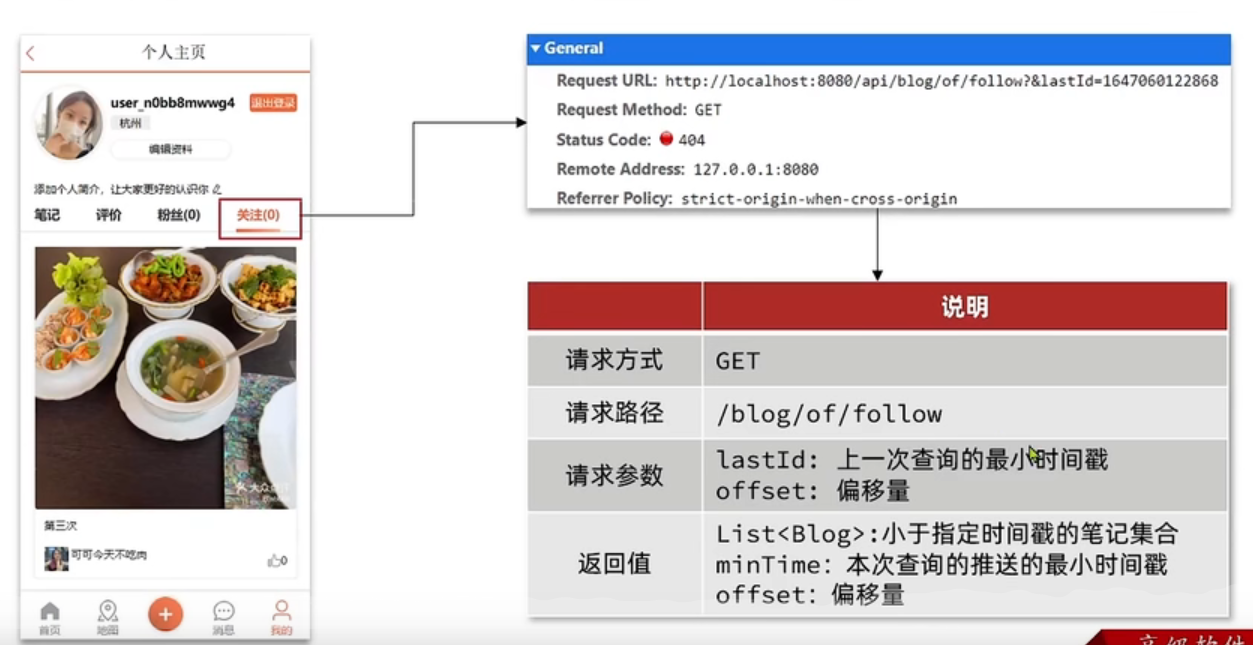 个人主页
user_n0bb8mwwg4
退出登录
杭州
编辑资料
添加个人简介，让大家更好的认识你
笔记 评价 粉丝(0) 关注(0)
第三次
可可今天不吃肉
0
首页 地图 消息 我的
General
Request URL: http://localhost:8080/api/blog/of/follow?&lastId=1647060122868
Request Method: GET
Status Code: 404
Remote Address: 127.0.0.1:8080
Referrer Policy: strict-origin-when-cross-origin
说明
请求方式 GET
请求路径 /blog/of/follow
请求参数 lastId: 上一次查询的最小时间戳
offset: 偏移量
返回值 List<Blog>:小于指定时间戳的笔记集合
minTime: 本次查询的推送的最小时间戳
offset: 偏移量